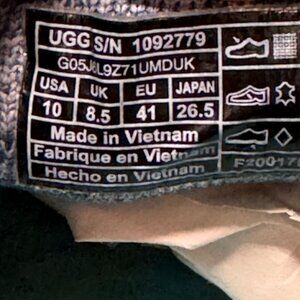 UGG S/N 1092779
G05J6L9Z71UMDUK
USA UK EU JAPAN
10 8.5 41 26.5
Made in Vietnam
Fabrique en Vietnam
Hecho en Vietnam